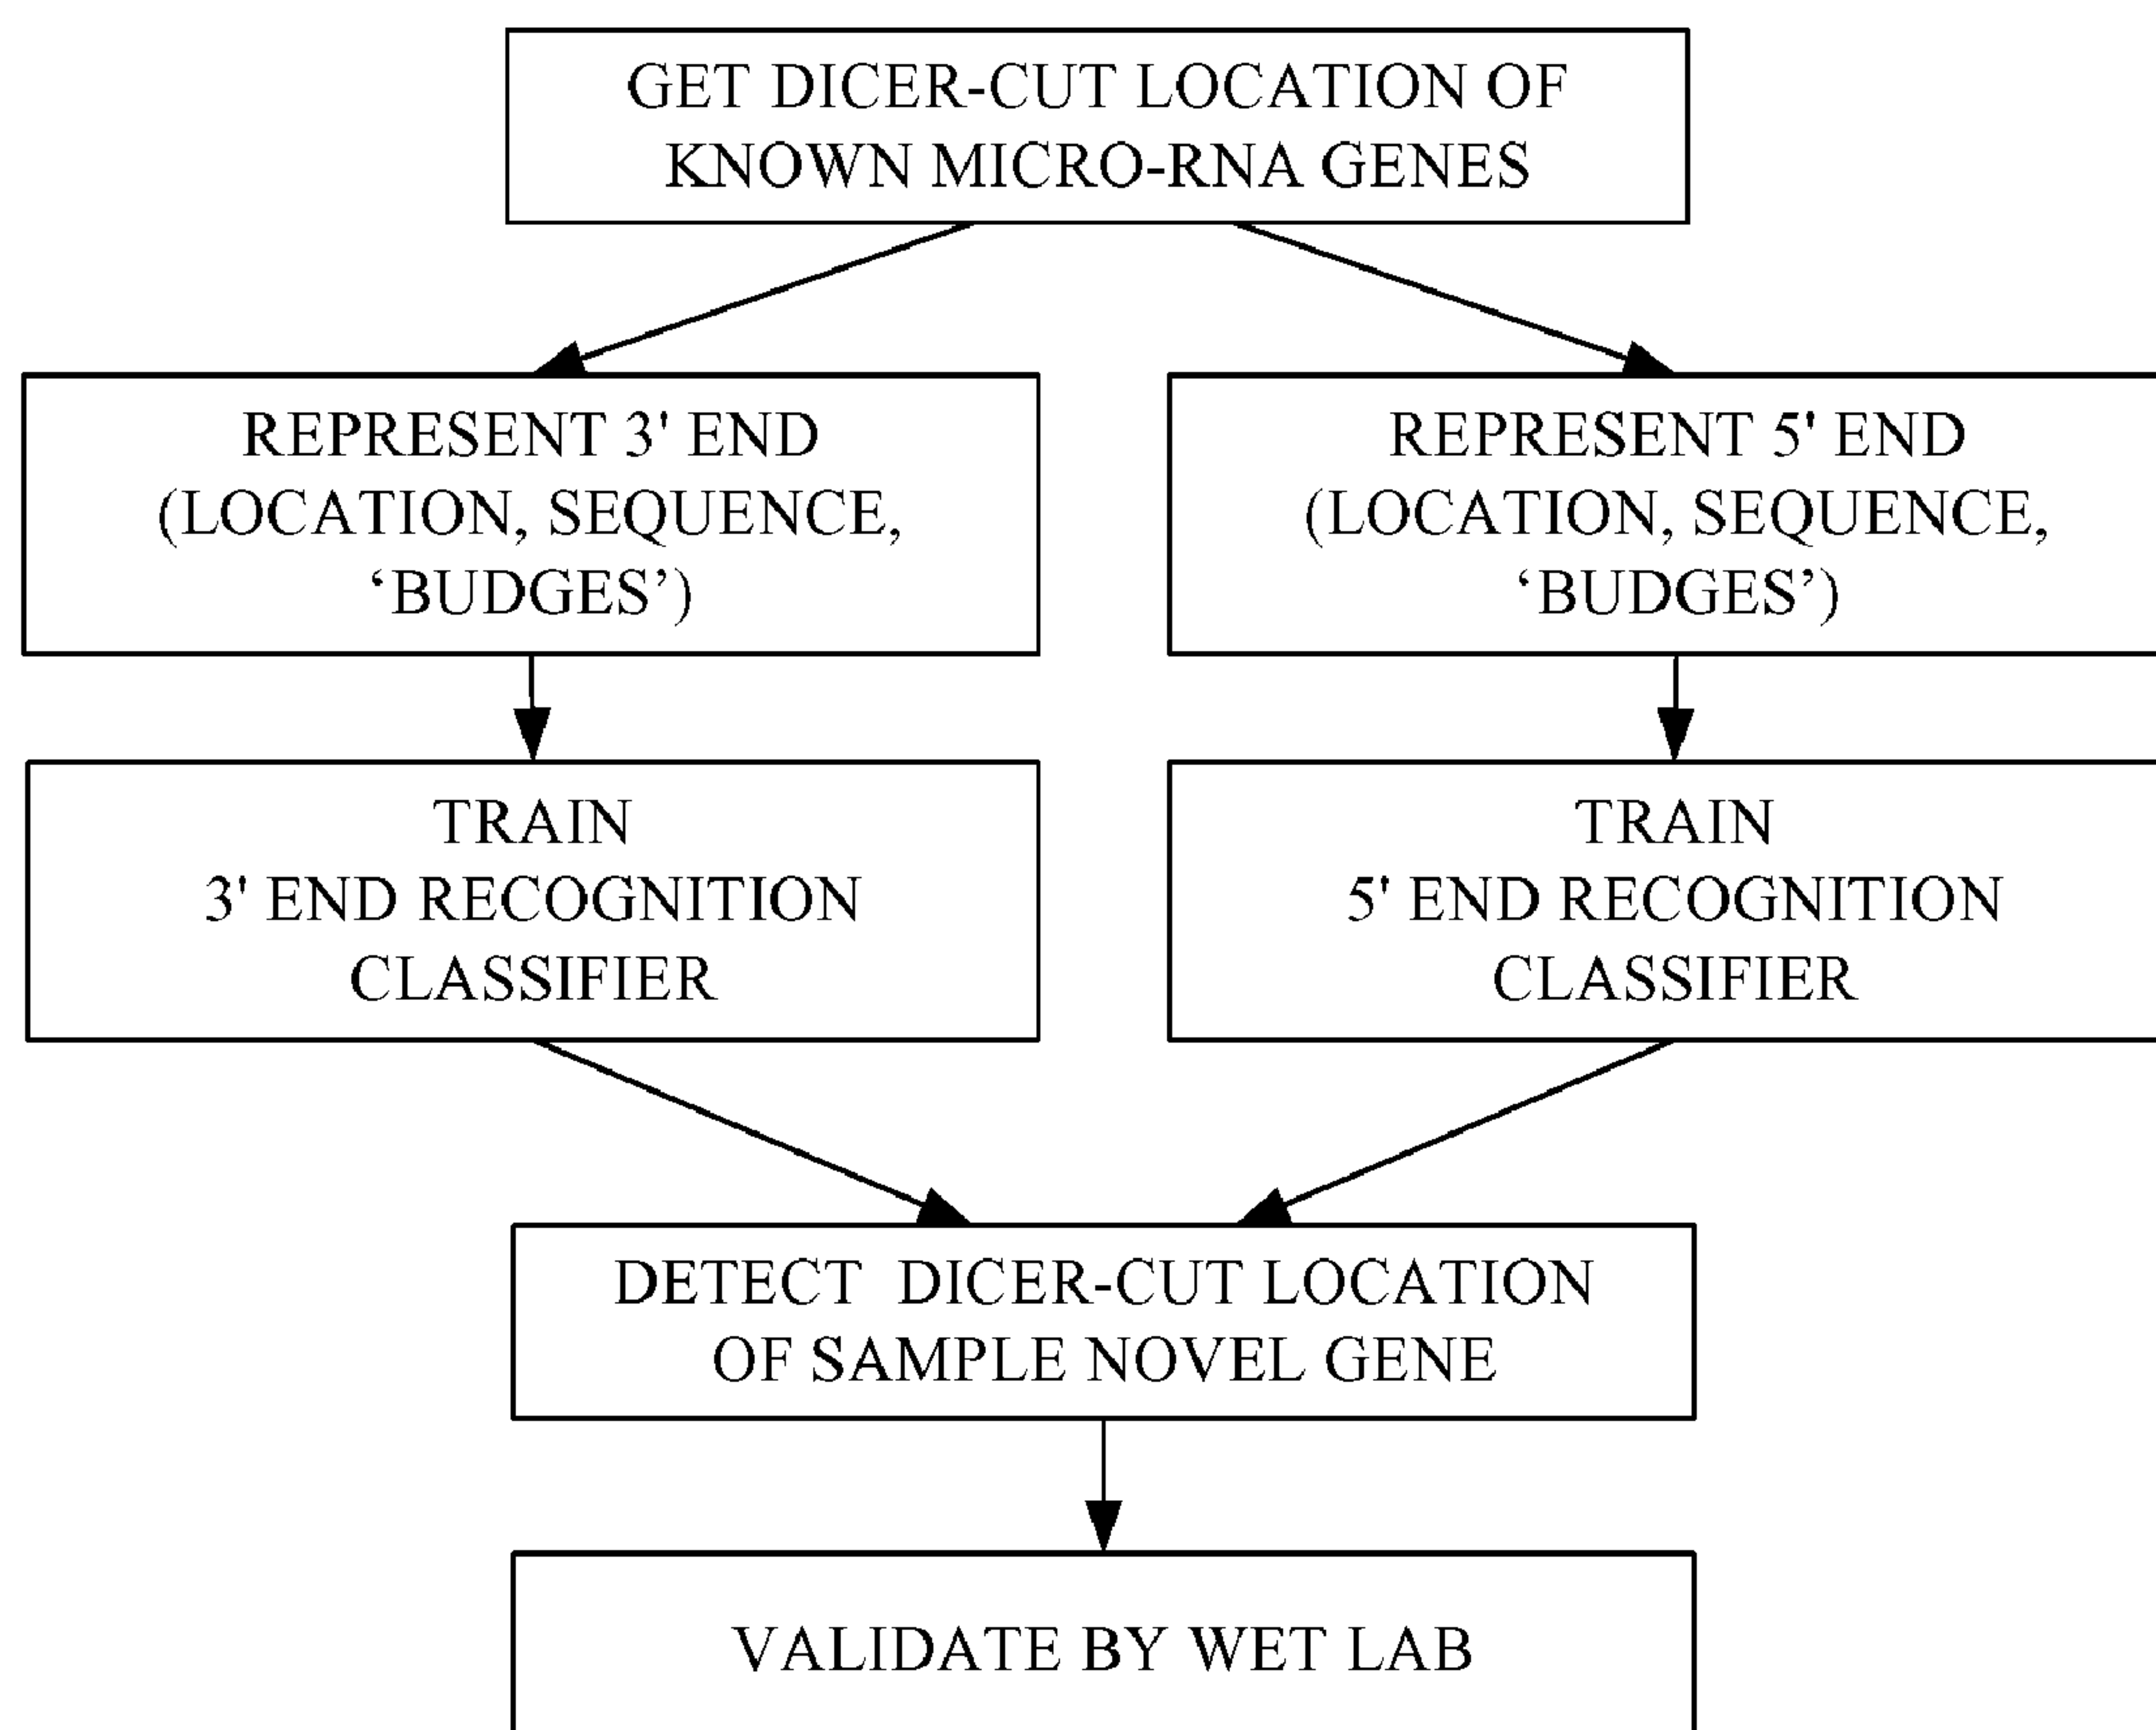 GET DICER-CUT LOCATION OF
KNOWN MICRO-RNA GENES
REPRESENT 3' END
(LOCATION, SEQUENCE,
‘BUDGES’)
REPRESENT 5' END
(LOCATION, SEQUENCE,
‘BUDGES’)
TRAIN
3' END RECOGNITION
CLASSIFIER
TRAIN
5' END RECOGNITION
CLASSIFIER
DETECT DICER-CUT LOCATION
OF SAMPLE NOVEL GENE
VALIDATE BY WET LAB